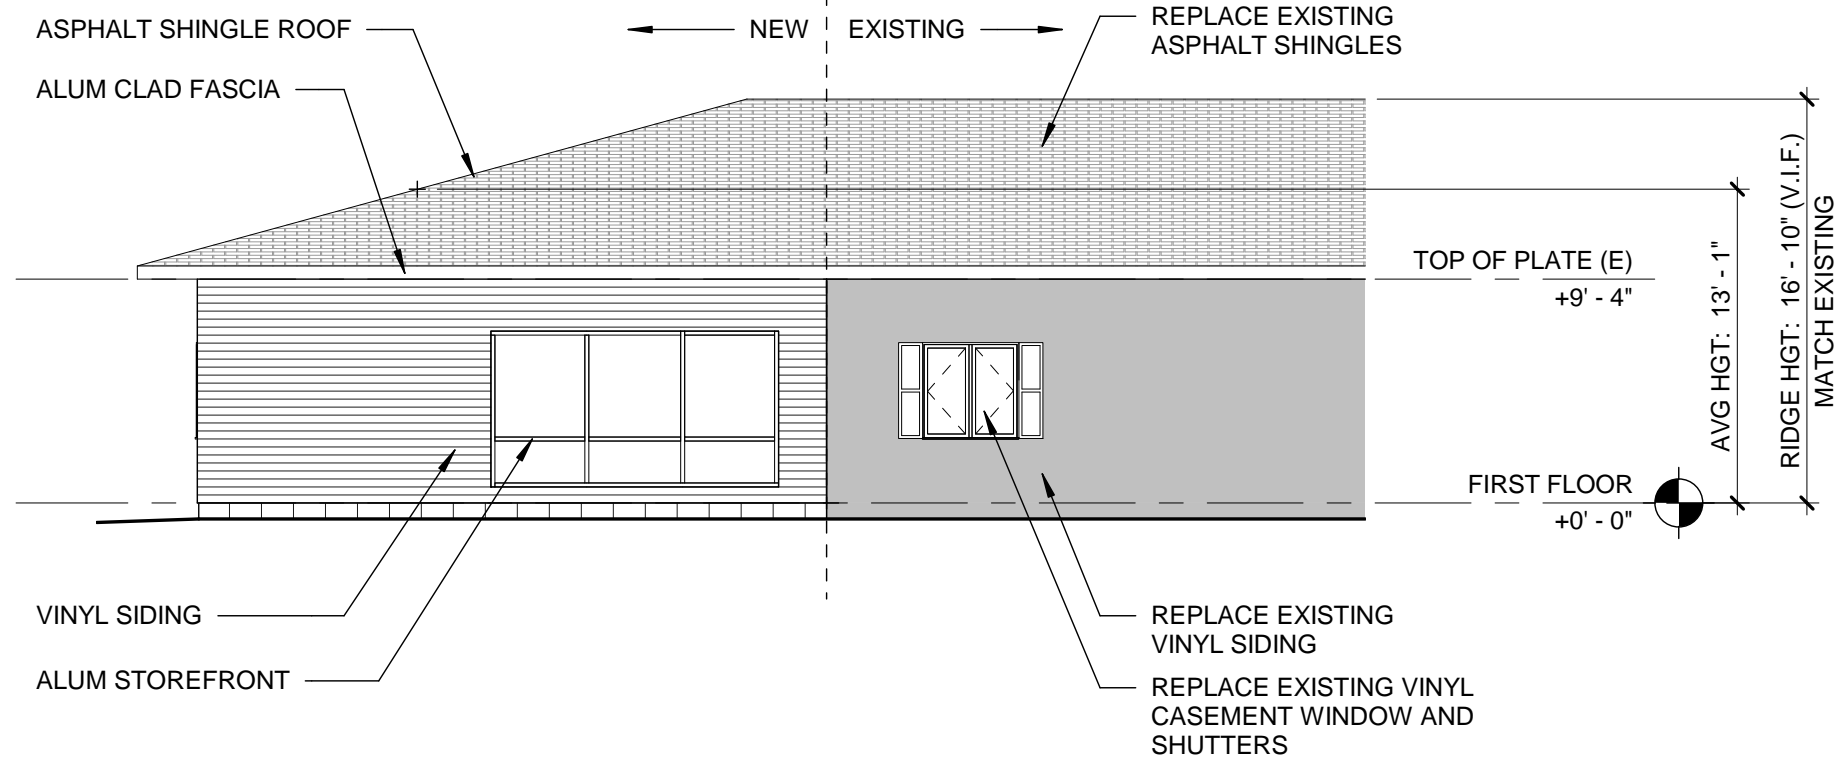 ASPHALT SHINGLE ROOF
ALUM CLAD FASCIA
NEW
EXISTING
REPLACE EXISTING
ASPHALT SHINGLES
TOP OF PLATE (E)
+9' - 4"
FIRST FLOOR
+0' - 0"
AVG HGT: 13' - 1"
RIDGE HGT: 16' - 10" (V.I.F.)
MATCH EXISTING
VINYL SIDING
ALUM STOREFRONT
REPLACE EXISTING
VINYL SIDING
REPLACE EXISTING VINYL
CASEMENT WINDOW AND
SHUTTERS